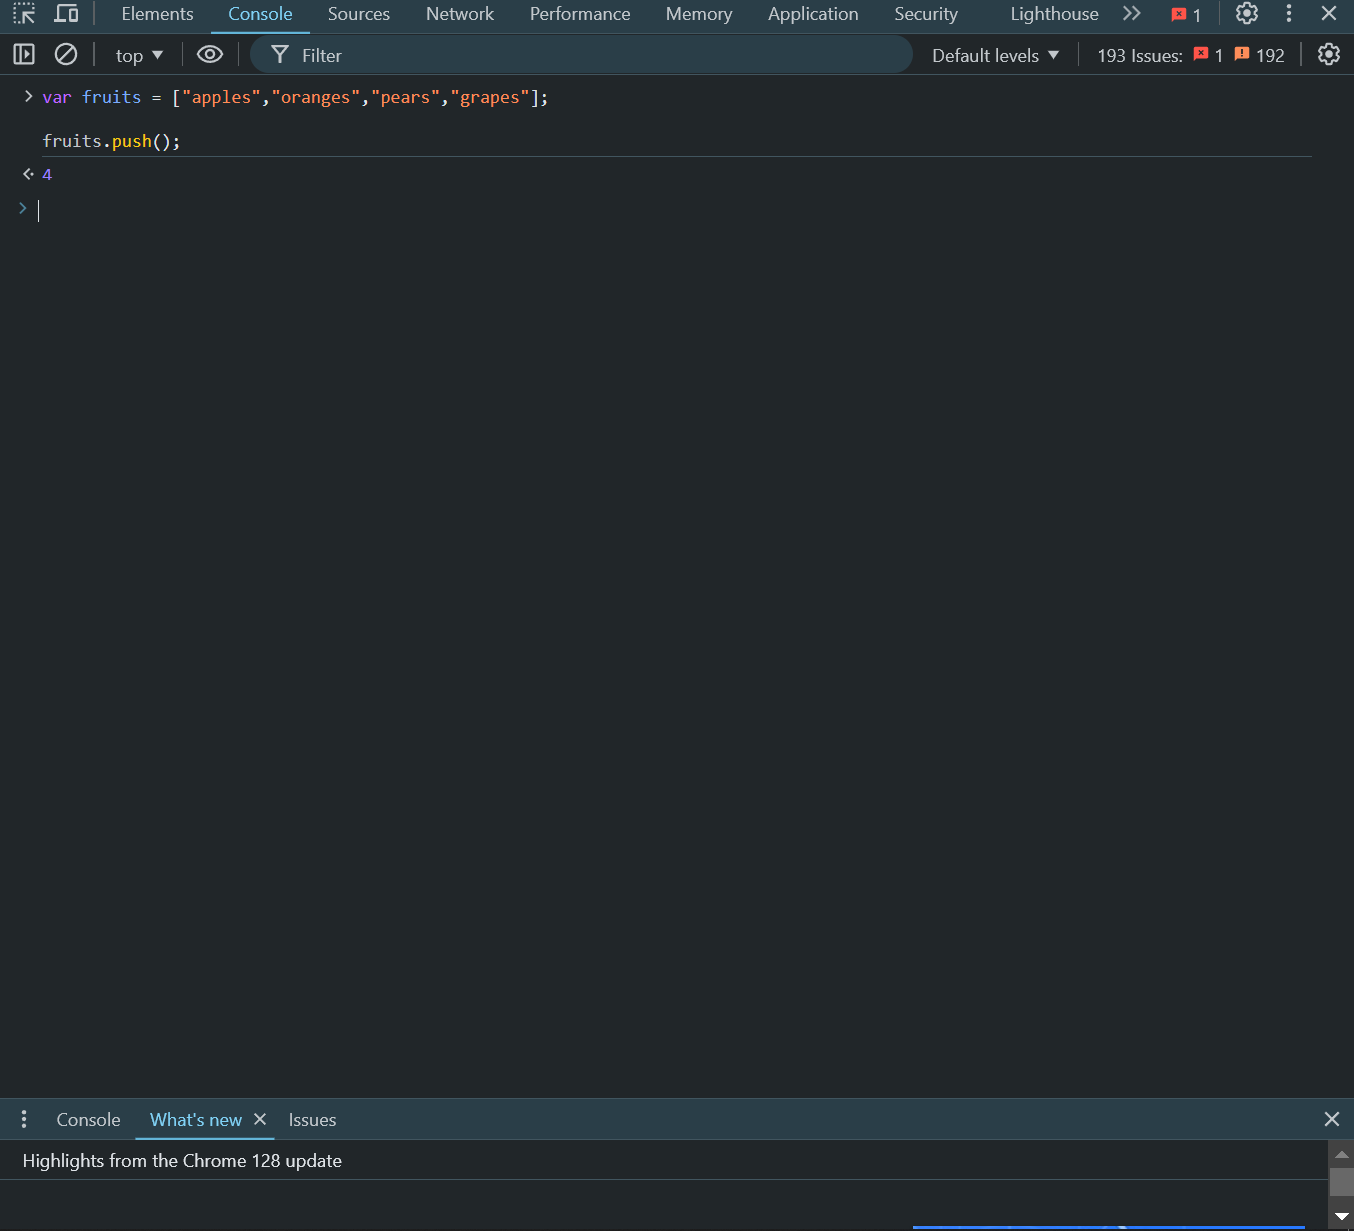 Elements Console Sources Network Performance Memory Application Security Lighthouse 1
top Filter Default levels 193 Issues: 1 192
var fruits = ["apples","oranges","pears","grapes"];
fruits.push();
4
Console What's new Issues
Highlights from the Chrome 128 update